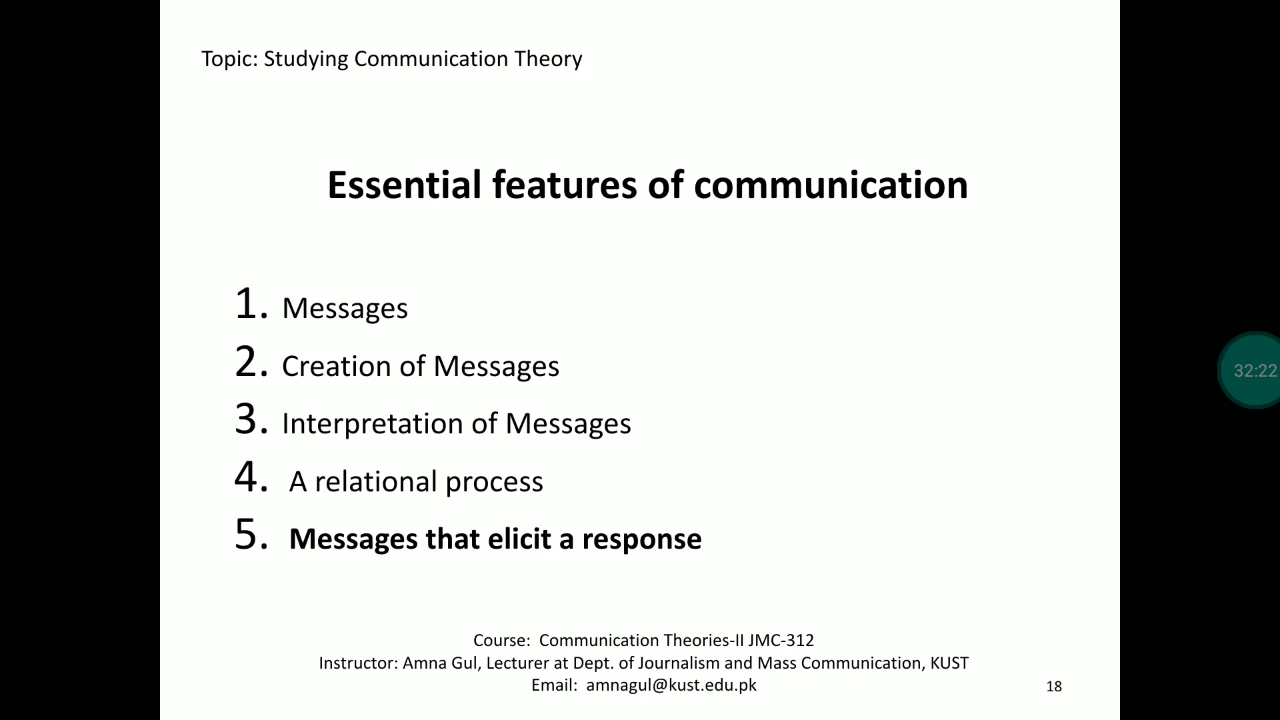 Topic: Studying Communication Theory
Essential features of communication
1. Messages
2. Creation of Messages
3. Interpretation of Messages
4. A relational process
5. Messages that elicit a response
32:22
Course: Communication Theories-II JMC-312
Instructor: Amna Gul, Lecturer at Dept. of Journalism and Mass Communication, KUST
Email: amnagul@kust.edu.pk
18